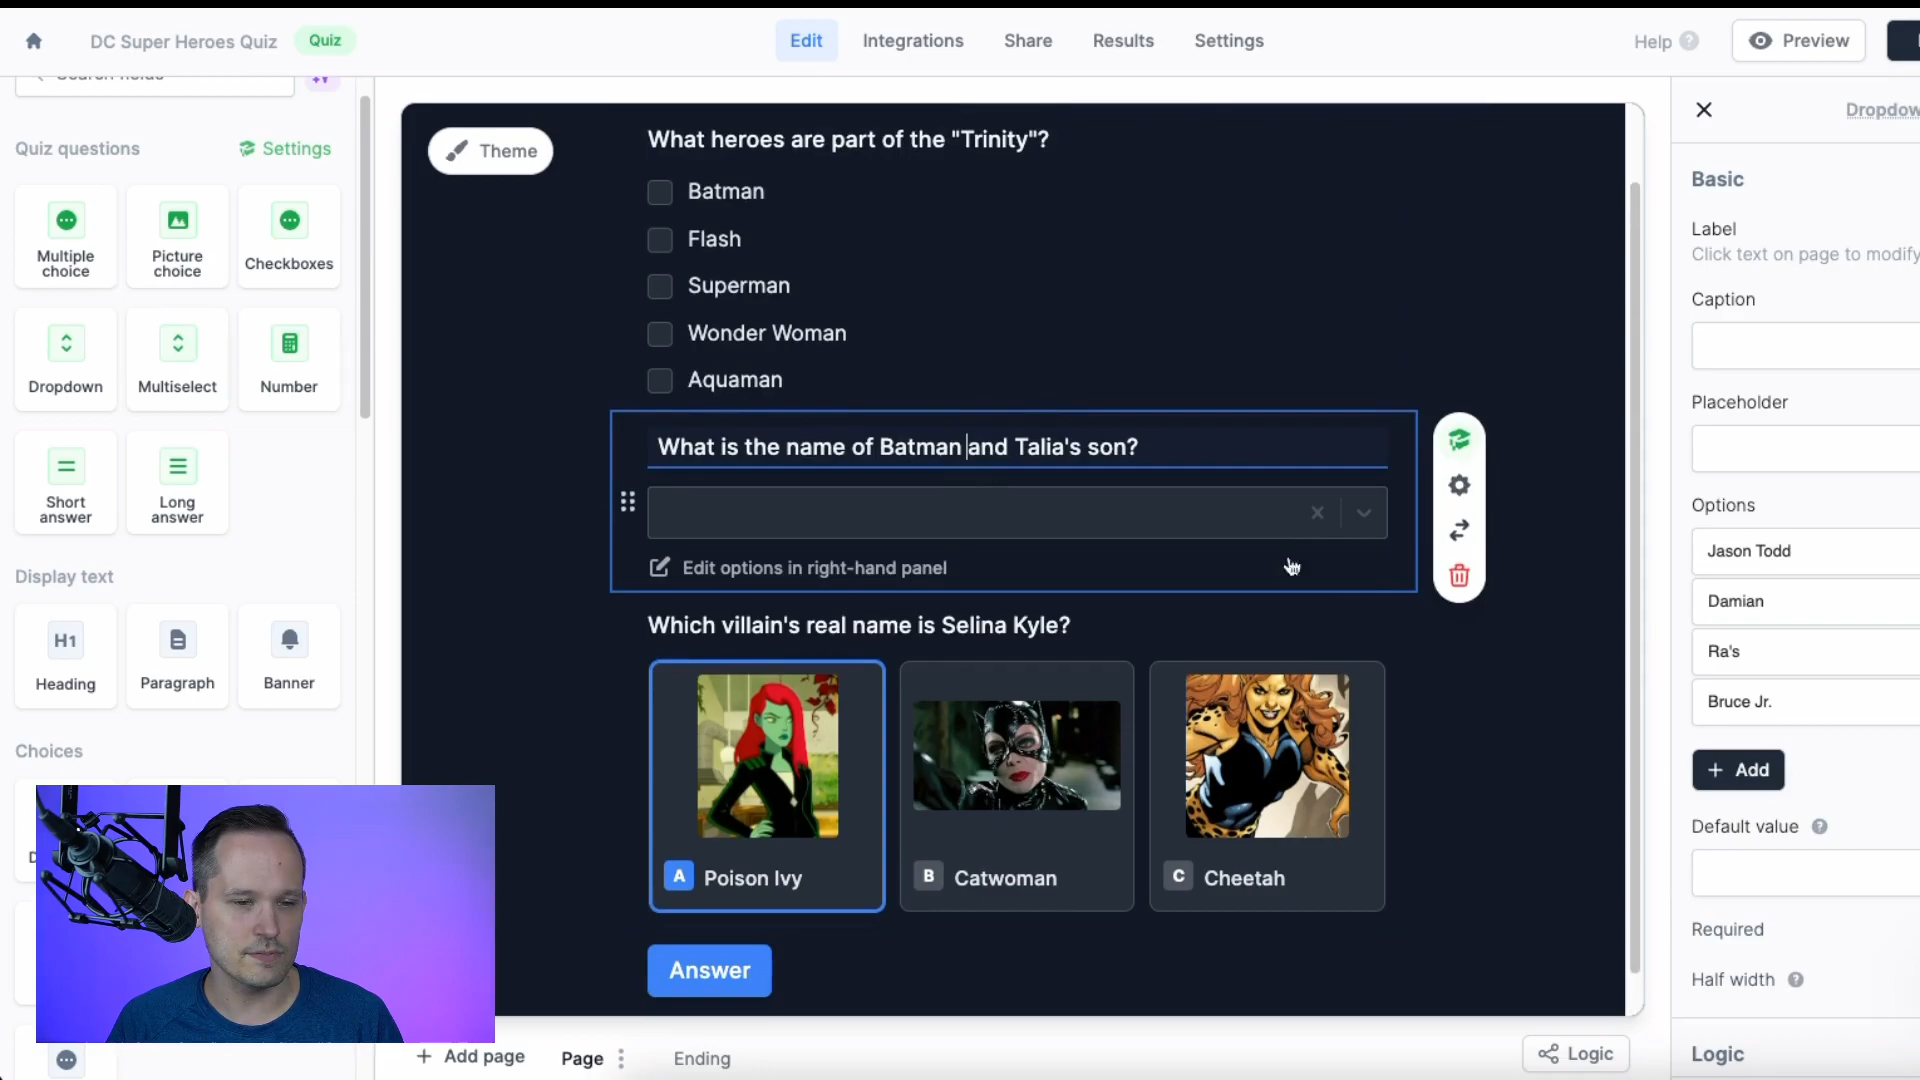 DC Super Heroes Quiz
Quiz
Edit
Integrations
Share
Results
Settings
Help
Preview
Search fields
Quiz questions
Settings
Multiple
choice
Picture
choice
Checkboxes
Dropdown
Multiselect
Number
Short
answer
Long
answer
Display text
H1
Heading
Paragraph
Banner
Choices
D
Theme
What heroes are part of the "Trinity"?
Batman
Flash
Superman
Wonder Woman
Aquaman
What is the name of Batman and Talia's son?
Edit options in right-hand panel
Which villain's real name is Selina Kyle?
A Poison Ivy
B Catwoman
C Cheetah
Answer
+ Add page
Page
Ending
Logic
Dropdow
Basic
Label
Click text on page to modify
Caption
Placeholder
Options
Jason Todd
Damian
Ra's
Bruce Jr.
+ Add
Default value
Required
Half width
Logic